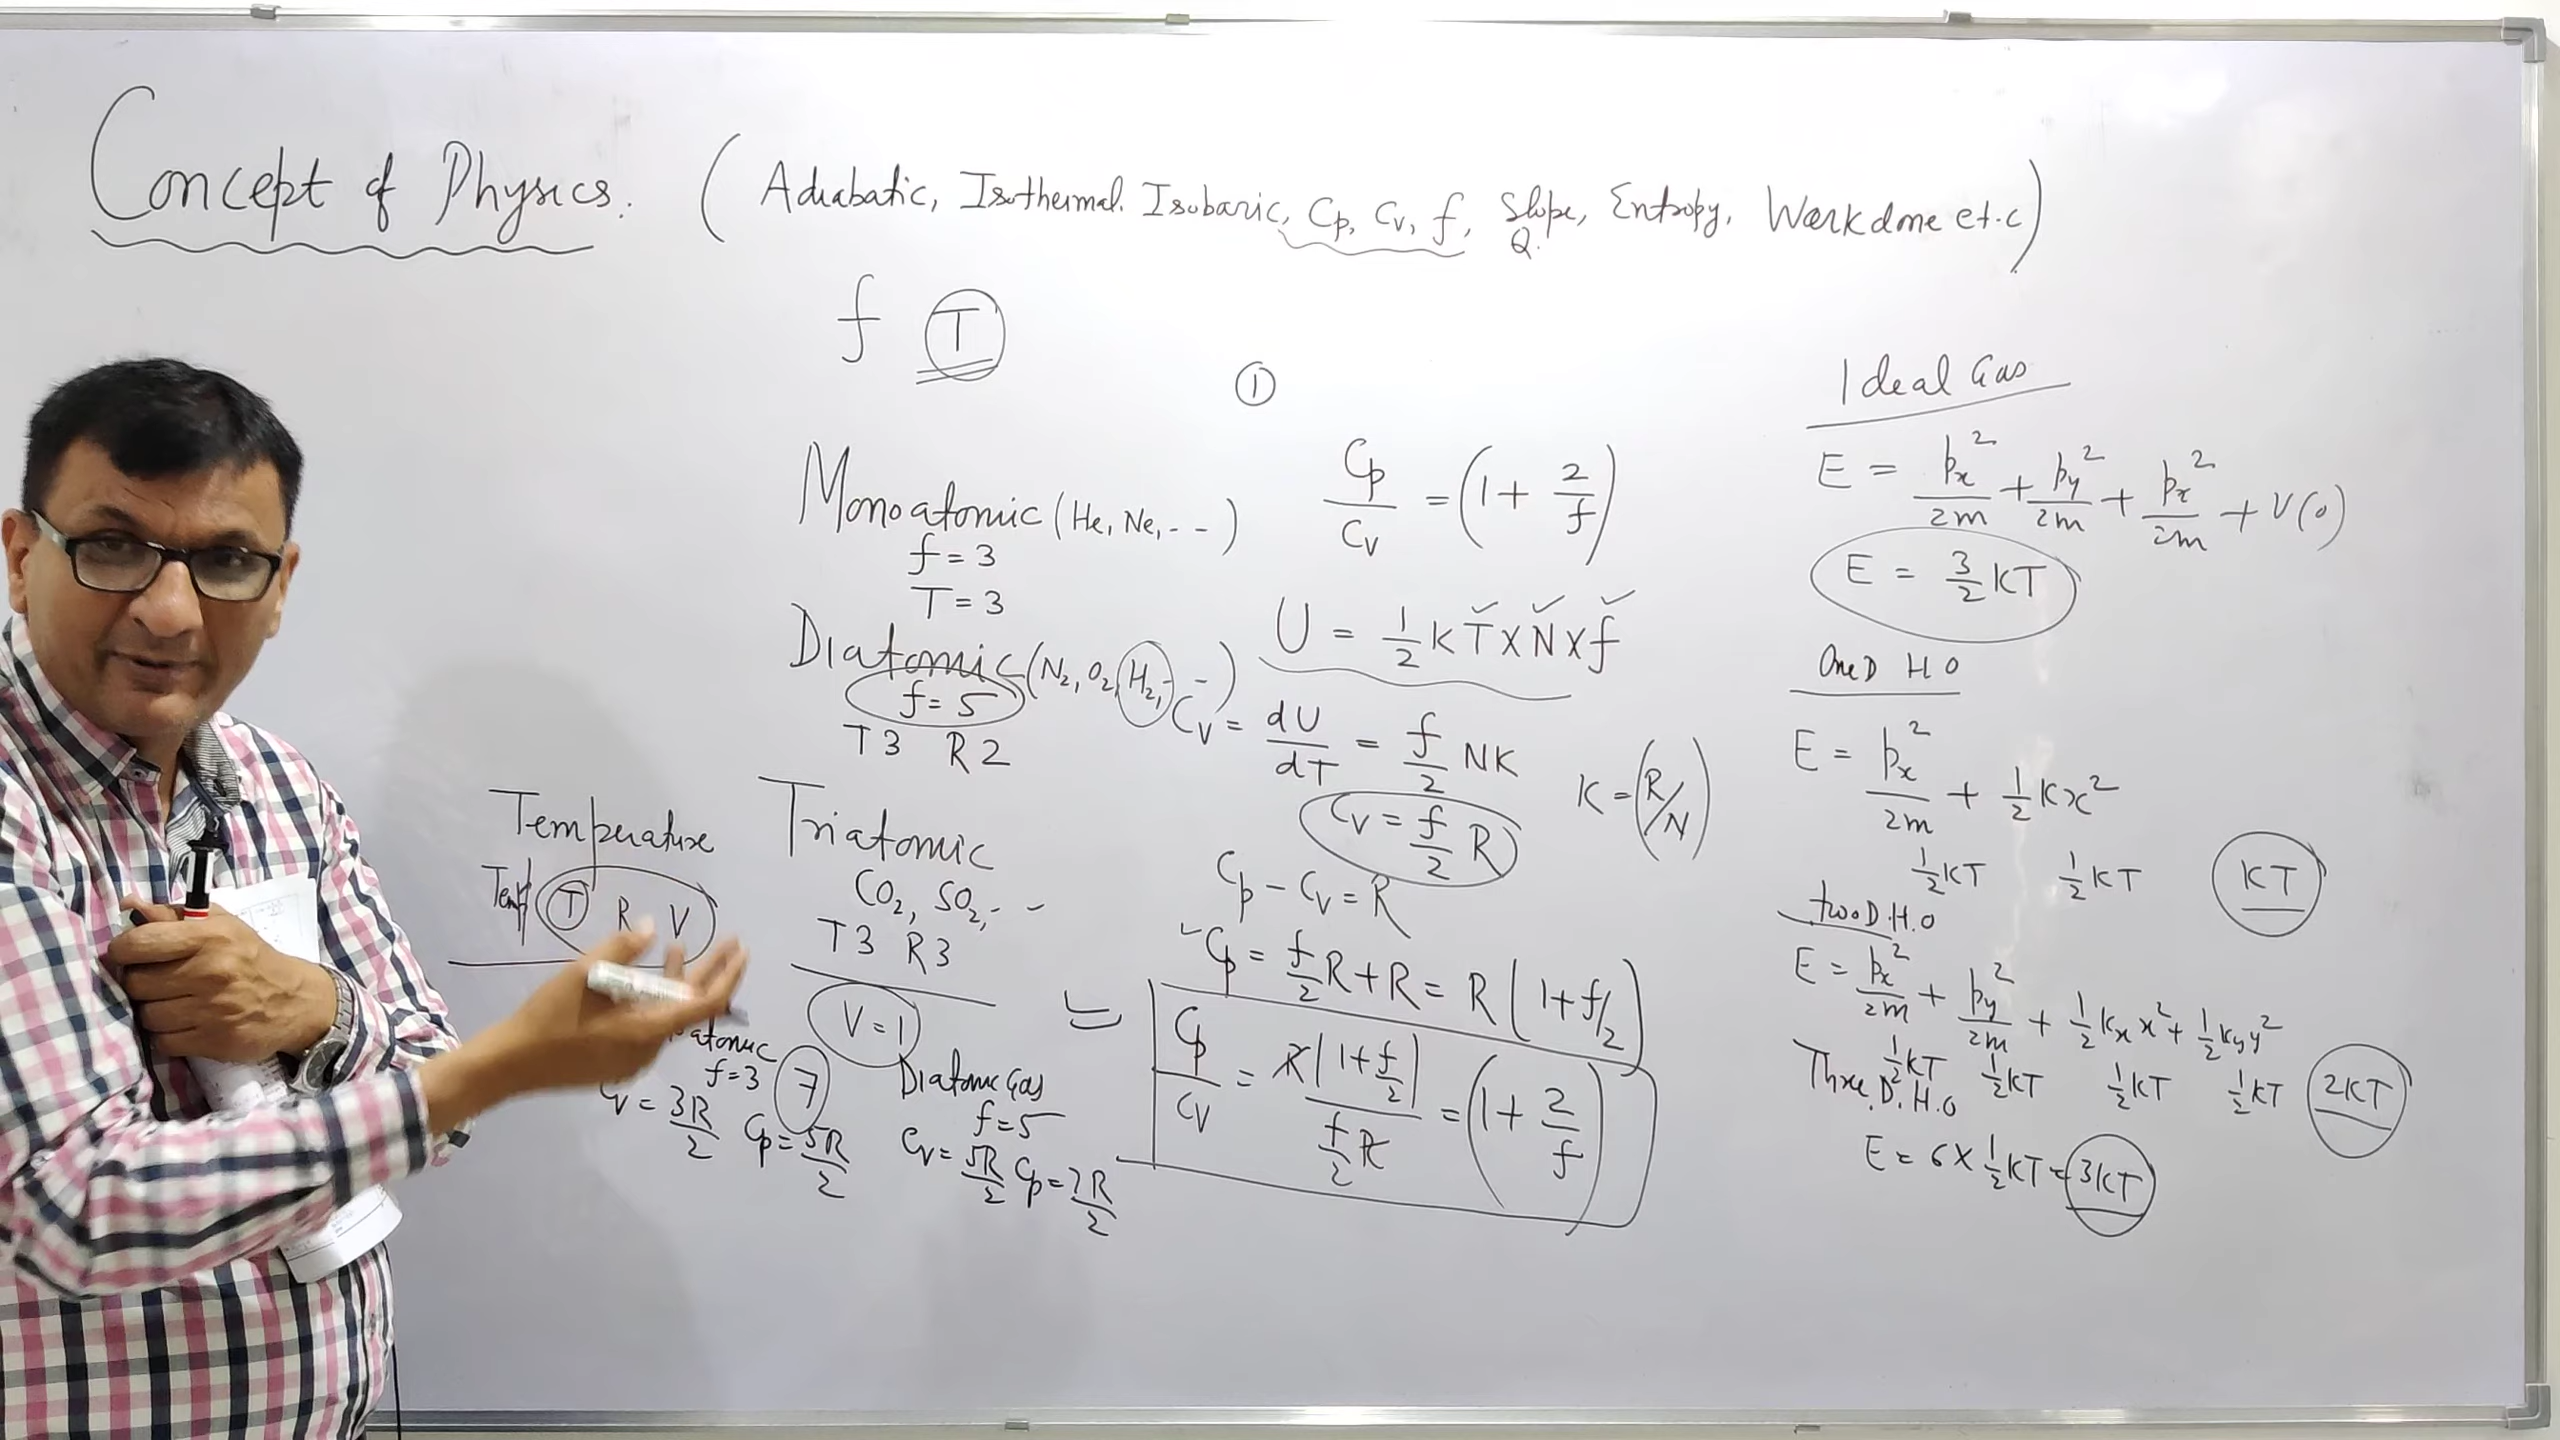 Concept of Physics. (Adiabatic, Isothermal. Isobaric, Cp, Cv, f, Slope, Entropy, Workdone et.c)
Q.
f T
①
Monoatomic (He, Ne, - - )
f = 3
T = 3
Diatomic (N₂, O₂, H₂, - - )
f = 5
T3 R2
Triatomic
CO₂, SO₂, - -
T3 R3
V = 1
7
Temperature
Temp T R V
atomic
f = 3
Cv = 3R/2 Cp = 5R/2
Diatomic Gas
f = 5
Cv = 5R/2 Cp = 7R/2
Cp/Cv = (1 + 2/f)
U = 1/2 K T × N × f
Cv = dU/dT = f/2 NK
K = (R/N)
Cv = f/2 R
Cp - Cv = R
Cp = f/2 R + R = R (1 + f/2)
Cp/Cv = R(1 + f/2) / f/2 R = (1 + 2/f)
Ideal Gas
E = px²/2m + py²/2m + pz²/2m + V(0)
E = 3/2 KT
One D H O
E = px²/2m + 1/2 Kx²
1/2 KT 1/2 KT KT
two D. H. O
E = px²/2m + py²/2m + 1/2 Kx x² + 1/2 Ky y²
1/2 KT 1/2 KT 1/2 KT 1/2 KT 2KT
Three. D. H. O
E = 6 × 1/2 KT = 3KT